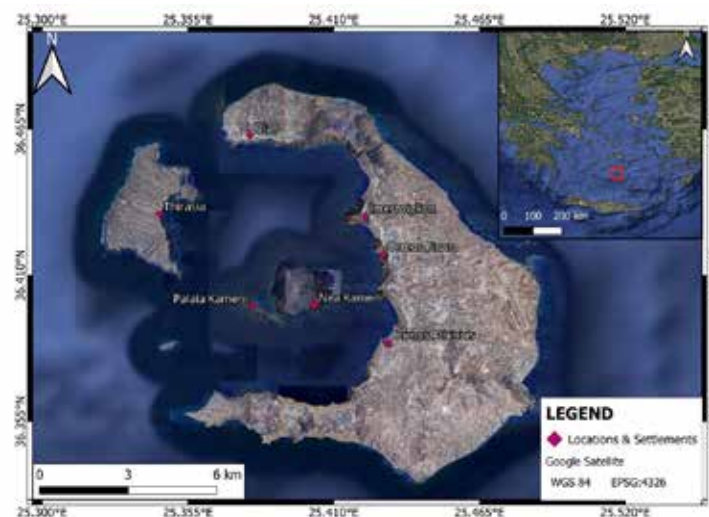 25.300°E 25.355°E 25.410°E 25.465°E 25.520°E
N
36.465°N
Oia
Thirasia
Imerovigklion
36.410°N
Palaia Kameni
Nea Kameni
36.355°N
0 100 200 km
LEGEND
Locations & Settlements
Google Satellite
WGS 84 EPSG:4326
0 3 6 km
25.300°E 25.355°E 25.410°E 25.465°E 25.520°E